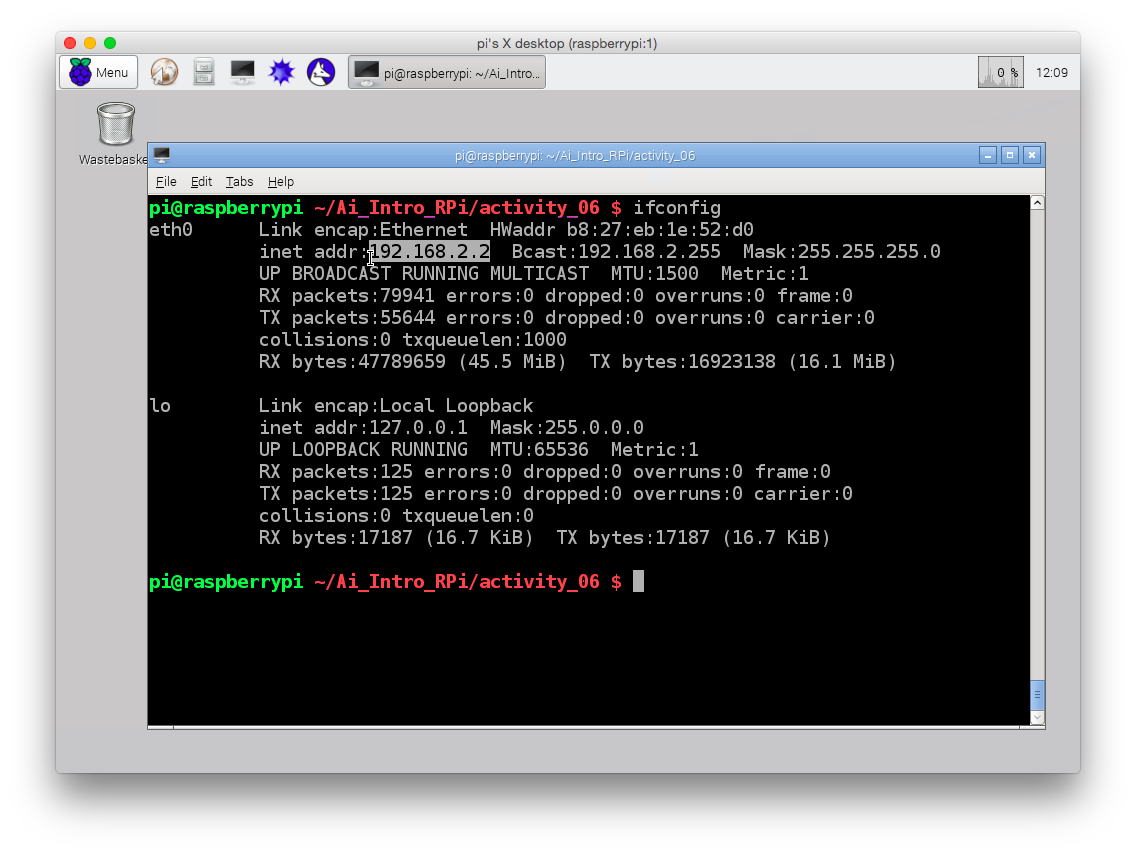 pi's X desktop (raspberrypi:1)
Menu
pi@raspberrypi: ~/Ai_Intro...
0 %
12:09
Wastebaske
pi@raspberrypi: ~/Ai_Intro_RPi/activity_06
File Edit Tabs Help
pi@raspberrypi ~/Ai_Intro_RPi/activity_06 $ ifconfig
eth0      Link encap:Ethernet  HWaddr b8:27:eb:1e:52:d0
          inet addr:192.168.2.2  Bcast:192.168.2.255  Mask:255.255.255.0
          UP BROADCAST RUNNING MULTICAST  MTU:1500  Metric:1
          RX packets:79941 errors:0 dropped:0 overruns:0 frame:0
          TX packets:55644 errors:0 dropped:0 overruns:0 carrier:0
          collisions:0 txqueuelen:1000
          RX bytes:47789659 (45.5 MiB)  TX bytes:16923138 (16.1 MiB)
lo        Link encap:Local Loopback
          inet addr:127.0.0.1  Mask:255.0.0.0
          UP LOOPBACK RUNNING  MTU:65536  Metric:1
          RX packets:125 errors:0 dropped:0 overruns:0 frame:0
          TX packets:125 errors:0 dropped:0 overruns:0 carrier:0
          collisions:0 txqueuelen:0
          RX bytes:17187 (16.7 KiB)  TX bytes:17187 (16.7 KiB)
pi@raspberrypi ~/Ai_Intro_RPi/activity_06 $